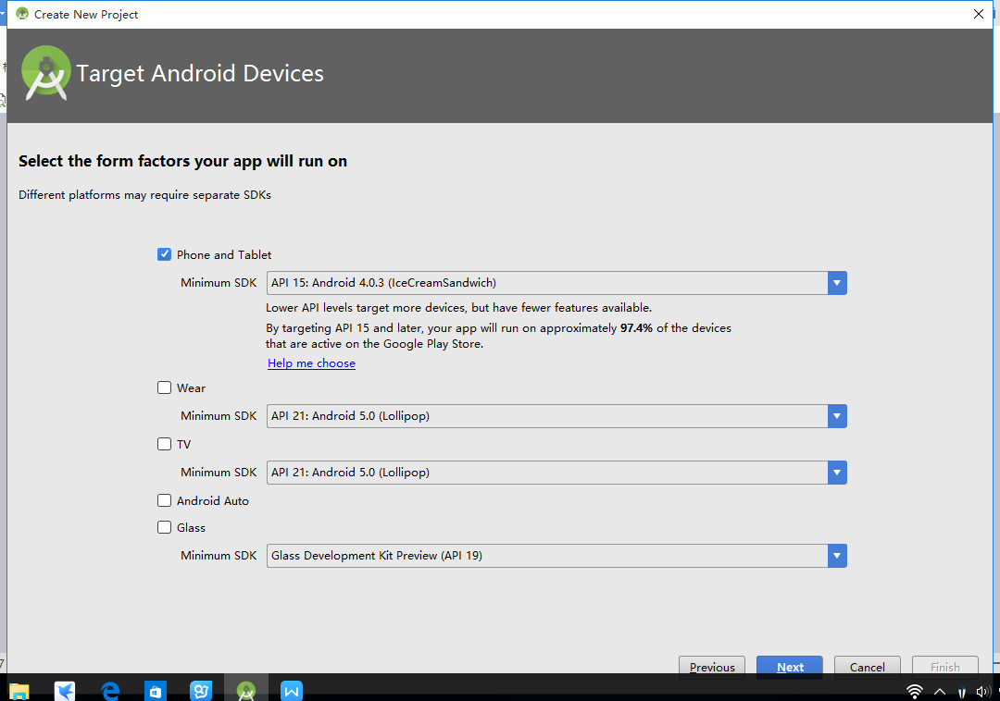 Create New Project
Target Android Devices
Select the form factors your app will run on
Different platforms may require separate SDKs
Phone and Tablet
Minimum SDK API 15: Android 4.0.3 (IceCreamSandwich)
Lower API levels target more devices, but have fewer features available.
By targeting API 15 and later, your app will run on approximately 97.4% of the devices
that are active on the Google Play Store.
Help me choose
Wear
Minimum SDK API 21: Android 5.0 (Lollipop)
TV
Minimum SDK API 21: Android 5.0 (Lollipop)
Android Auto
Glass
Minimum SDK Glass Development Kit Preview (API 19)
Previous Next Cancel Finish